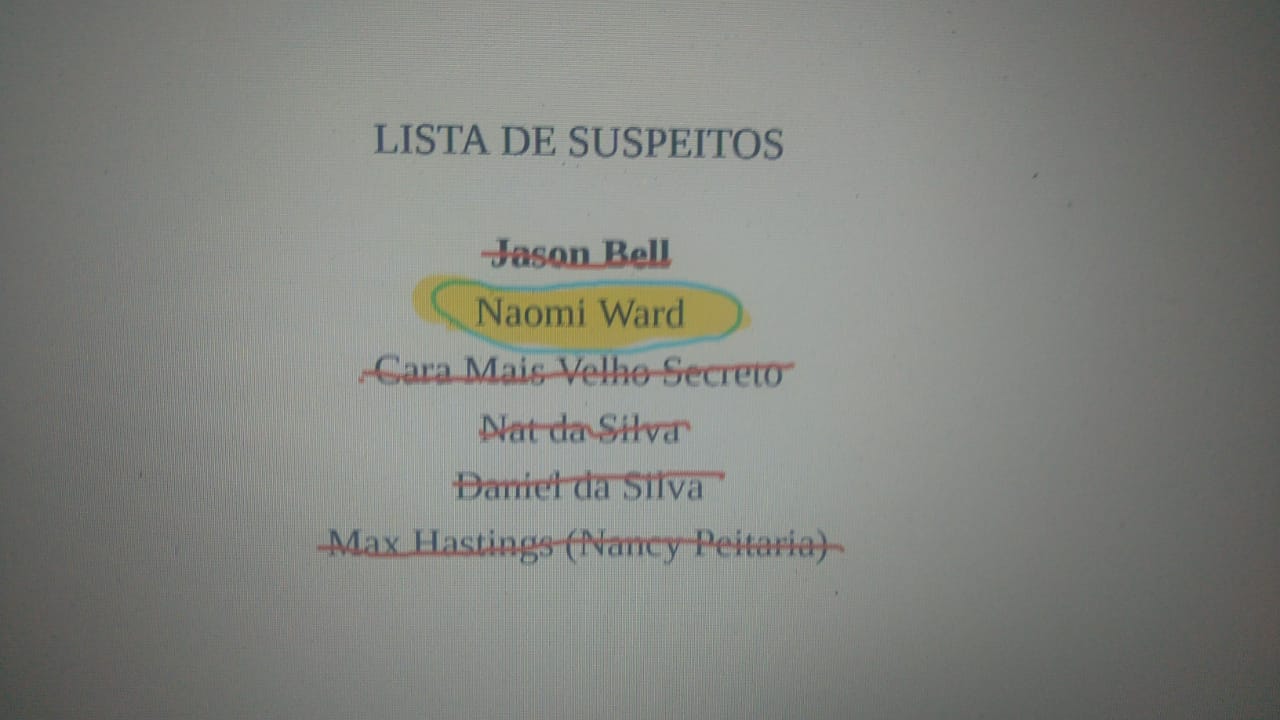 LISTA DE SUSPEITOS
Jason Bell
Naomi Ward
Cara Mais Velho Secreto
Nat da Silva
Daniel da Silva
Max Hastings (Nancy Peitaria)